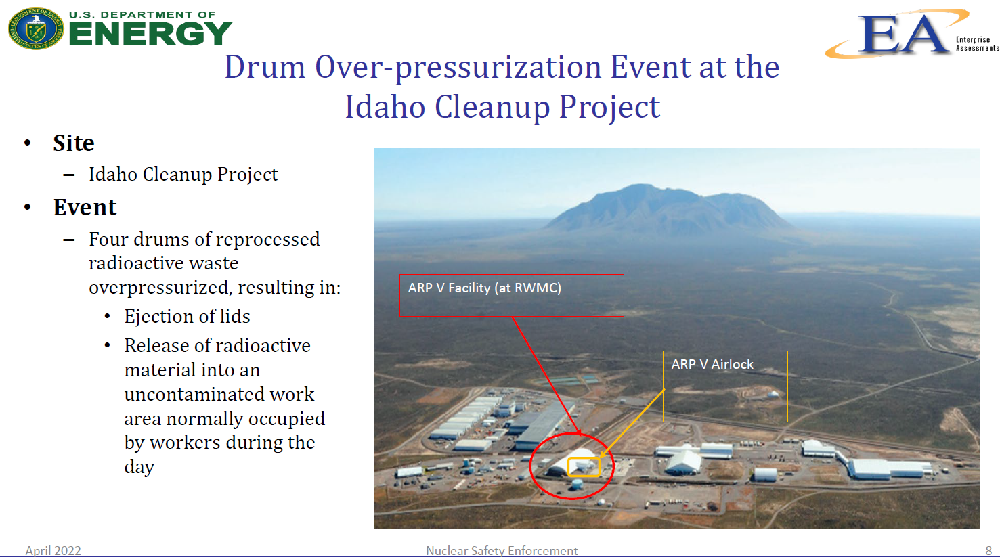 U.S. DEPARTMENT OF
ENERGY
EA
Enterprise
Assessments
Drum Over-pressurization Event at the
Idaho Cleanup Project
• Site
– Idaho Cleanup Project
• Event
– Four drums of reprocessed
radioactive waste
overpressurized, resulting in:
• Ejection of lids
• Release of radioactive
material into an
uncontaminated work
area normally occupied
by workers during the
day
ARP V Facility (at RWMC)
ARP V Airlock
April 2022
Nuclear Safety Enforcement
8